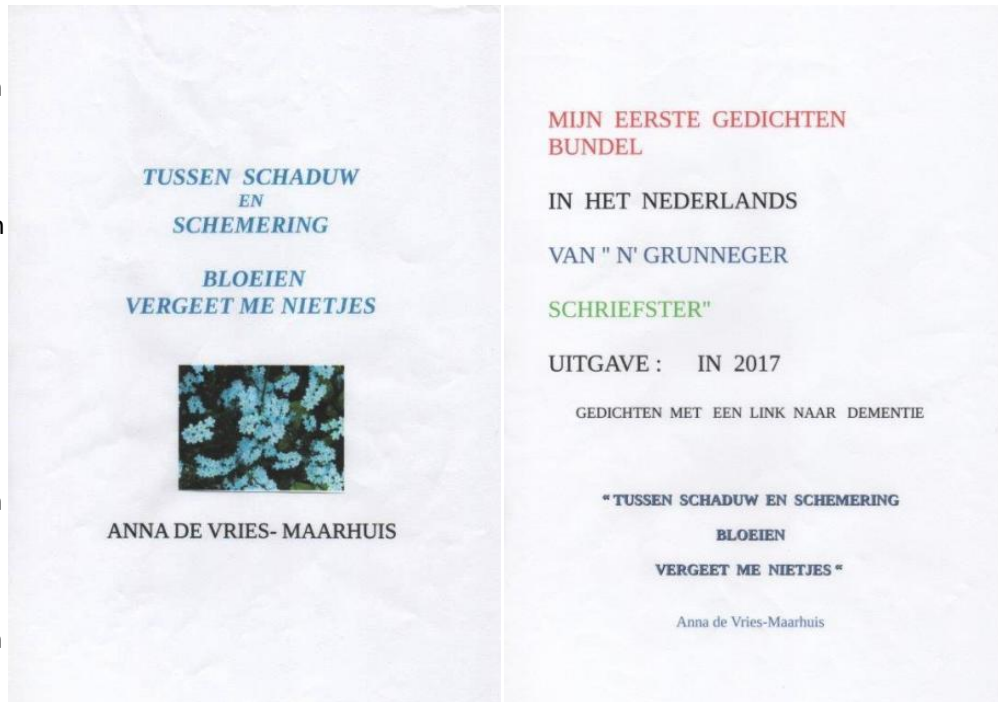 TUSSEN SCHADUW
EN
SCHEMERING
BLOEIEN
VERGEET ME NIETJES
ANNA DE VRIES- MAARHUIS
MIJN EERSTE GEDICHTEN
BUNDEL
IN HET NEDERLANDS
VAN " N' GRUNNEGER
SCHRIEFSTER"
UITGAVE : IN 2017
GEDICHTEN MET EEN LINK NAAR DEMENTIE
“ TUSSEN SCHADUW EN SCHEMERING
BLOEIEN
VERGEET ME NIETJES “
Anna de Vries-Maarhuis